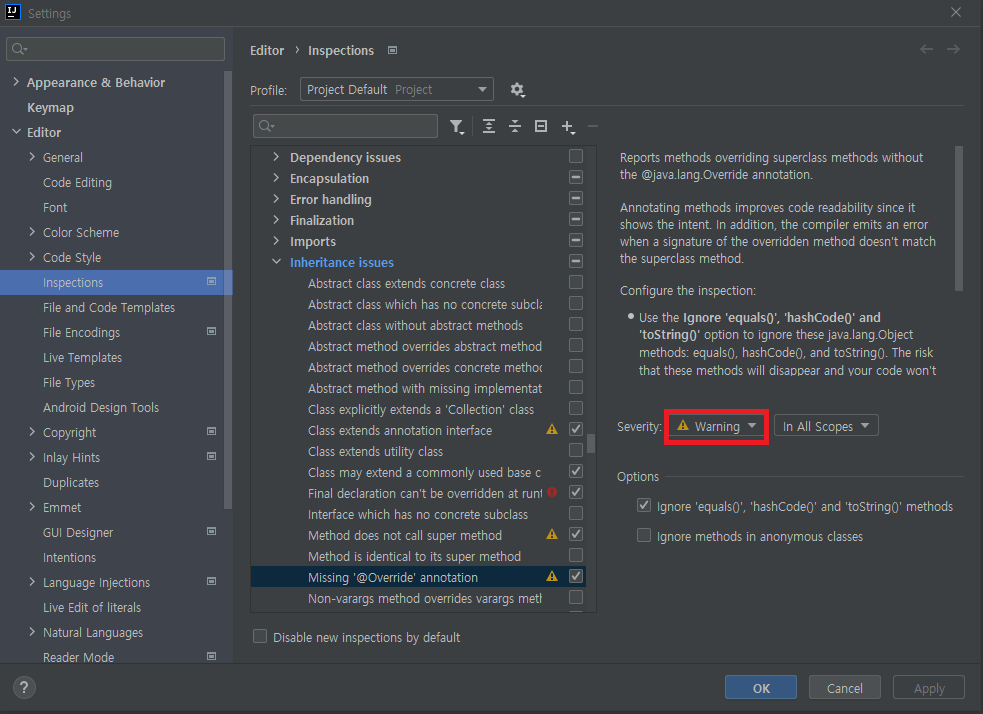 IJ
Settings
Appearance & Behavior
Keymap
Editor
General
Code Editing
Font
Color Scheme
Code Style
Inspections
File and Code Templates
File Encodings
Live Templates
File Types
Android Design Tools
Copyright
Inlay Hints
Duplicates
Emmet
GUI Designer
Intentions
Language Injections
Live Edit of literals
Natural Languages
Reader Mode
Editor › Inspections
Profile: Project Default Project
Dependency issues
Encapsulation
Error handling
Finalization
Imports
Inheritance issues
Abstract class extends concrete class
Abstract class which has no concrete subcla
Abstract class without abstract methods
Abstract method overrides abstract method
Abstract method overrides concrete method
Abstract method with missing implementat
Class explicitly extends a 'Collection' class
Class extends annotation interface
Class extends utility class
Class may extend a commonly used base c
Final declaration can't be overridden at runt
Interface which has no concrete subclass
Method does not call super method
Method is identical to its super method
Missing '@Override' annotation
Non-varargs method overrides varargs meth
Disable new inspections by default
Reports methods overriding superclass methods without
the @java.lang.Override annotation.
Annotating methods improves code readability since it
shows the intent. In addition, the compiler emits an error
when a signature of the overridden method doesn't match
the superclass method.
Configure the inspection:
• Use the Ignore 'equals()', 'hashCode()' and
'toString()' option to ignore these java.lang.Object
methods: equals(), hashCode(), and toString(). The risk
that these methods will disappear and your code won't
Severity: Warning In All Scopes
Options
Ignore 'equals()', 'hashCode()' and 'toString()' methods
Ignore methods in anonymous classes
?
OK
Cancel
Apply